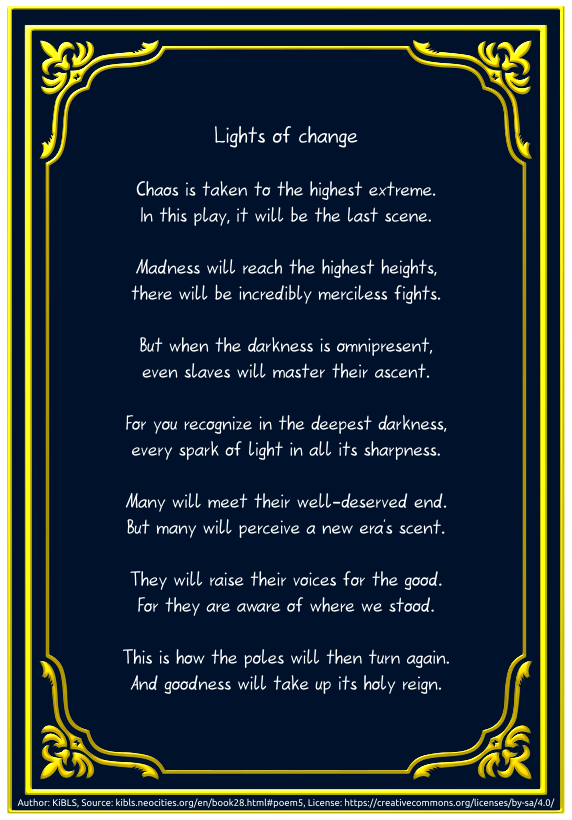 Lights of change
Chaos is taken to the highest extreme.
In this play, it will be the last scene.
Madness will reach the highest heights,
there will be incredibly merciless fights.
But when the darkness is omnipresent,
even slaves will master their ascent.
For you recognize in the deepest darkness,
every spark of light in all its sharpness.
Many will meet their well-deserved end.
But many will perceive a new era's scent.
They will raise their voices for the good.
For they are aware of where we stood.
This is how the poles will then turn again.
And goodness will take up its holy reign.
Author: KiBLS, Source: kibls.neocities.org/en/book28.html#poem5, License: https://creativecommons.org/licenses/by-sa/4.0/